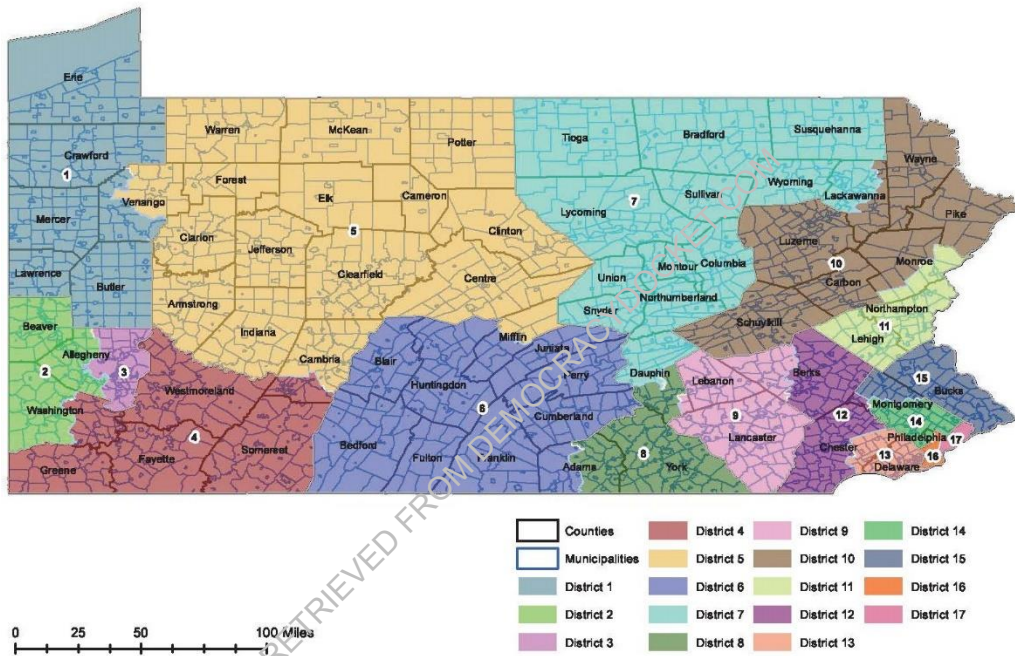 Erie
Warren
McKean
Potter
Tioga
Bradford
Susquehanna
Wayne
Crawford
1
Forest
Elk
Cameron
Sullivan
Wyoming
Lackawanna
Venango
Lycoming
7
Pike
Mercer
Clarion
Jefferson
5
Clinton
Luzerne
10
Monroe
Clearfield
Centre
Union
Montour
Columbia
Carbon
Lawrence
Butler
Armstrong
Snyder
Northumberland
Northampton
11
Beaver
Indiana
Mifflin
Schuylkill
Lehigh
Allegheny
Cambria
Blair
Juniata
2
3
Westmoreland
Huntingdon
Perry
Dauphin
Lebanon
Berks
15
Bucks
Washington
6
Cumberland
9
12
Montgomery
14
4
Bedford
Lancaster
Chester
Philadelphia
17
Greene
Fayette
Somerset
Fulton
Franklin
Adams
8
York
13
16
Delaware
RETRIEVED FROM DEMOCRACYDOCKET.COM
Counties
Municipalities
District 1
District 2
District 3
District 4
District 5
District 6
District 7
District 8
District 9
District 10
District 11
District 12
District 13
District 14
District 15
District 16
District 17
0 25 50 100 Miles